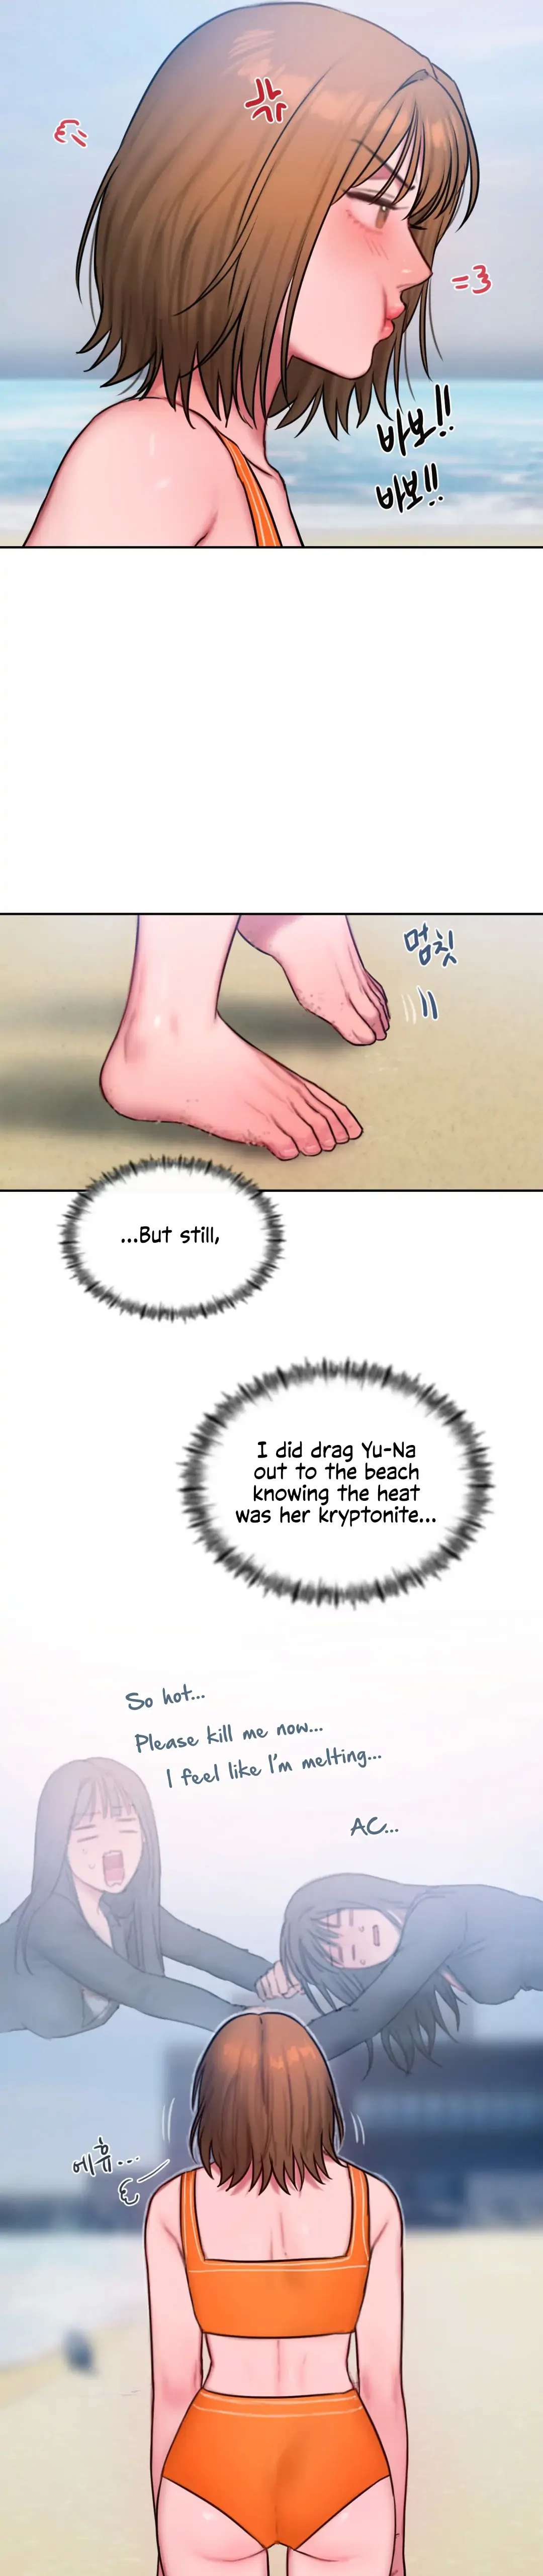 바보!!
바보!!
멈칫
...But still,
I did drag Yu-Na
out to the beach
knowing the heat
was her kryptonite...
So hot...
Please kill me now...
I feel like I'm melting...
AC...
에휴...